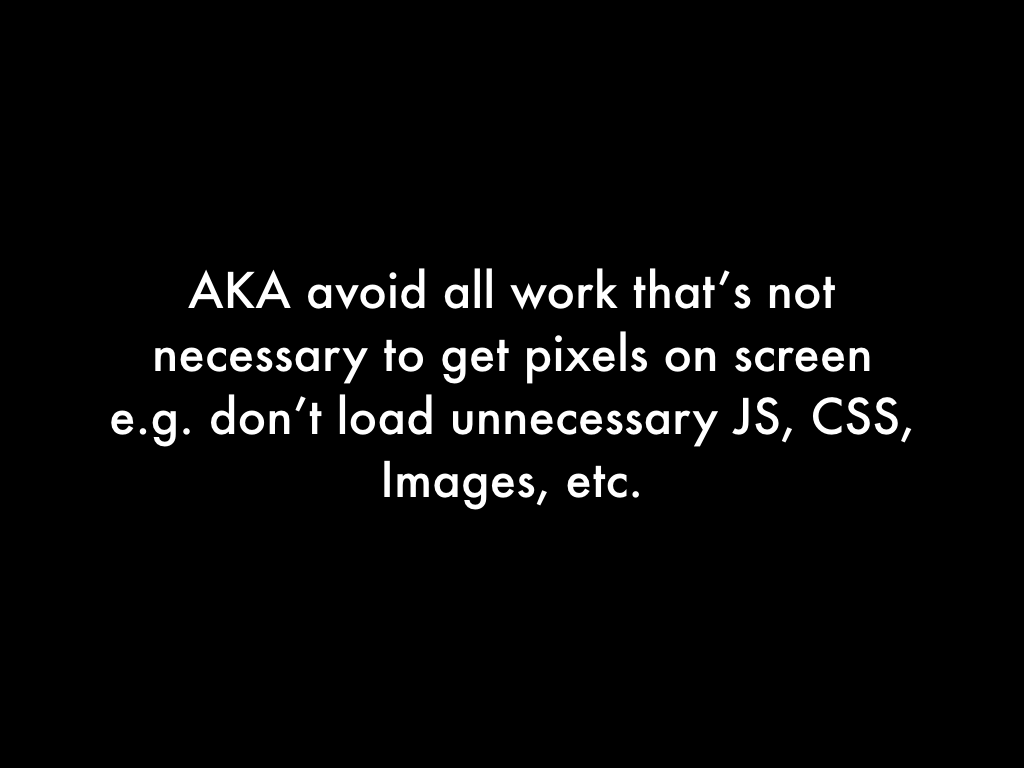 AKA avoid all work that’s not
necessary to get pixels on screen
e.g. don’t load unnecessary JS, CSS,
Images, etc.